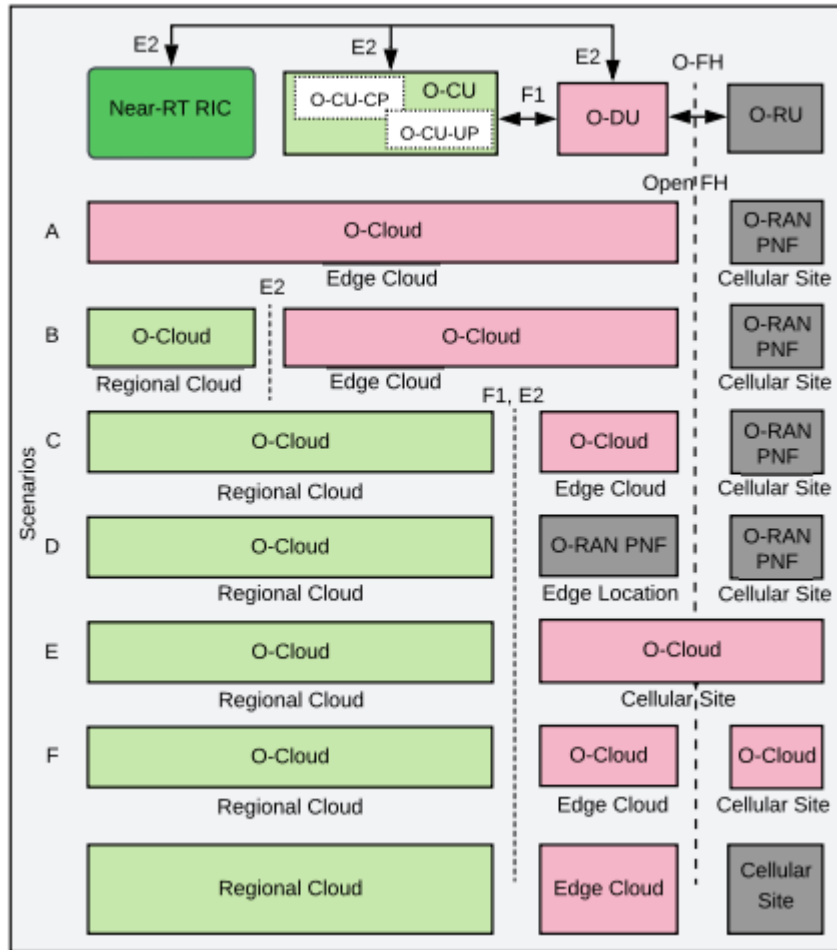 E2 E2 E2 O-FH
Near-RT RIC
O-CU
O-CU-CP
O-CU-UP
F1
O-DU
O-RU
Open FH
Scenarios
A
O-Cloud
Edge Cloud
O-RAN
PNF
Cellular Site
E2
B
O-Cloud
Regional Cloud
O-Cloud
Edge Cloud
O-RAN
PNF
Cellular Site
F1, E2
C
O-Cloud
Regional Cloud
O-Cloud
Edge Cloud
O-RAN
PNF
Cellular Site
D
O-Cloud
Regional Cloud
O-RAN PNF
Edge Location
O-RAN
PNF
Cellular Site
E
O-Cloud
Regional Cloud
O-Cloud
Cellular Site
F
O-Cloud
Regional Cloud
O-Cloud
Edge Cloud
O-Cloud
Cellular Site
Regional Cloud
Edge Cloud
Cellular
Site